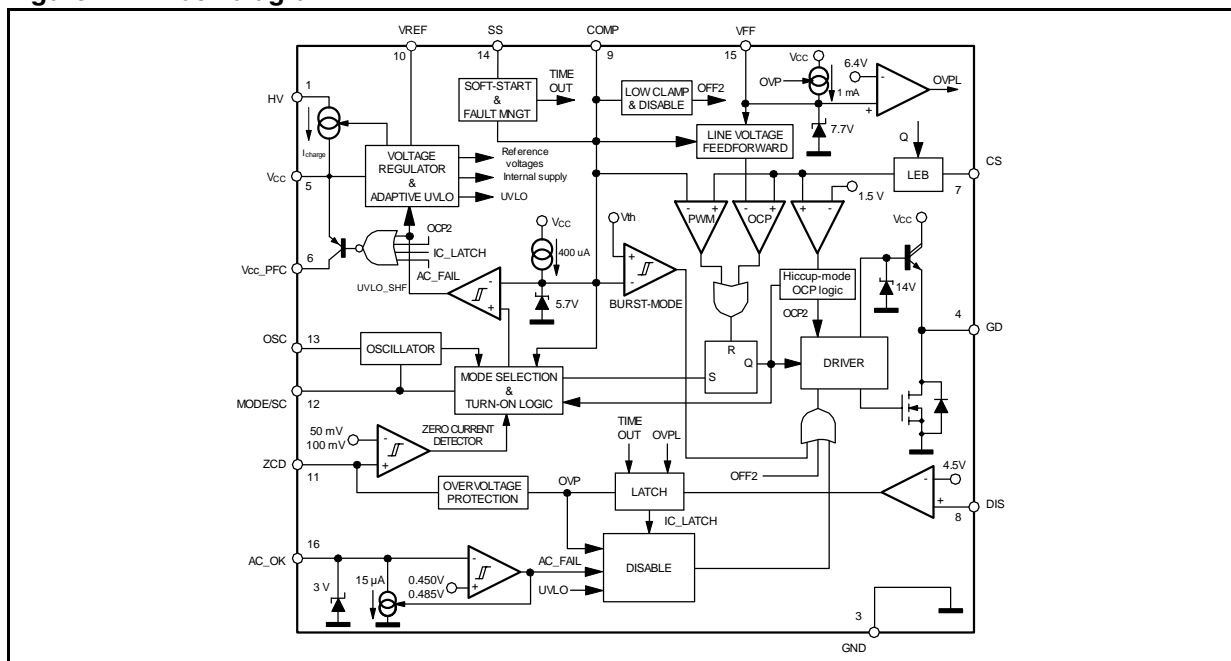 VREF
SS
COMP
VFF
10
14
9
15
Vcc
6.4V
OVP
OVPL
1 mA
SOFT-START
&
FAULT MNGT
TIME
OUT
LOW CLAMP
& DISABLE
OFF2
1
HV
Icharge
7.7V
LINE VOLTAGE
FEEDFORWARD
Q
VOLTAGE
REGULATOR
&
ADAPTIVE UVLO
Reference
voltages
Internal supply
UVLO
LEB
CS
7
Vcc
5
1.5 V
PWM
OCP
Vcc
Vth
Vcc
400 uA
OCP2
IC_LATCH
AC_FAIL
6
Vcc_PFC
UVLO_SHF
5.7V
BURST-MODE
Hiccup-mode
OCP logic
14V
OCP2
4
GD
OSC
13
OSCILLATOR
R
Q
S
DRIVER
MODE SELECTION
&
TURN-ON LOGIC
MODE/SC
12
50 mV
100 mV
ZERO CURRENT
DETECTOR
TIME
OUT
OVPL
ZCD
11
OFF2
4.5V
OVERVOLTAGE
PROTECTION
OVP
LATCH
8
DIS
IC_LATCH
16
AC_OK
AC_FAIL
DISABLE
3 V
15 µA
0.450V
0.485V
UVLO
3
GND